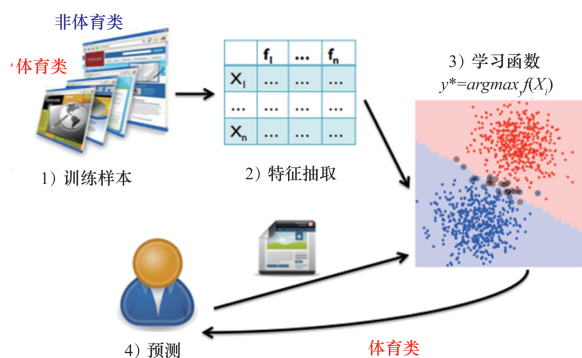 非体育类
体育类
1) 训练样本
f1 … fn
X1 … … …
… … … …
Xn … … …
2) 特征抽取
3) 学习函数
y*=argmaxyf(Xi)
4) 预测
体育类